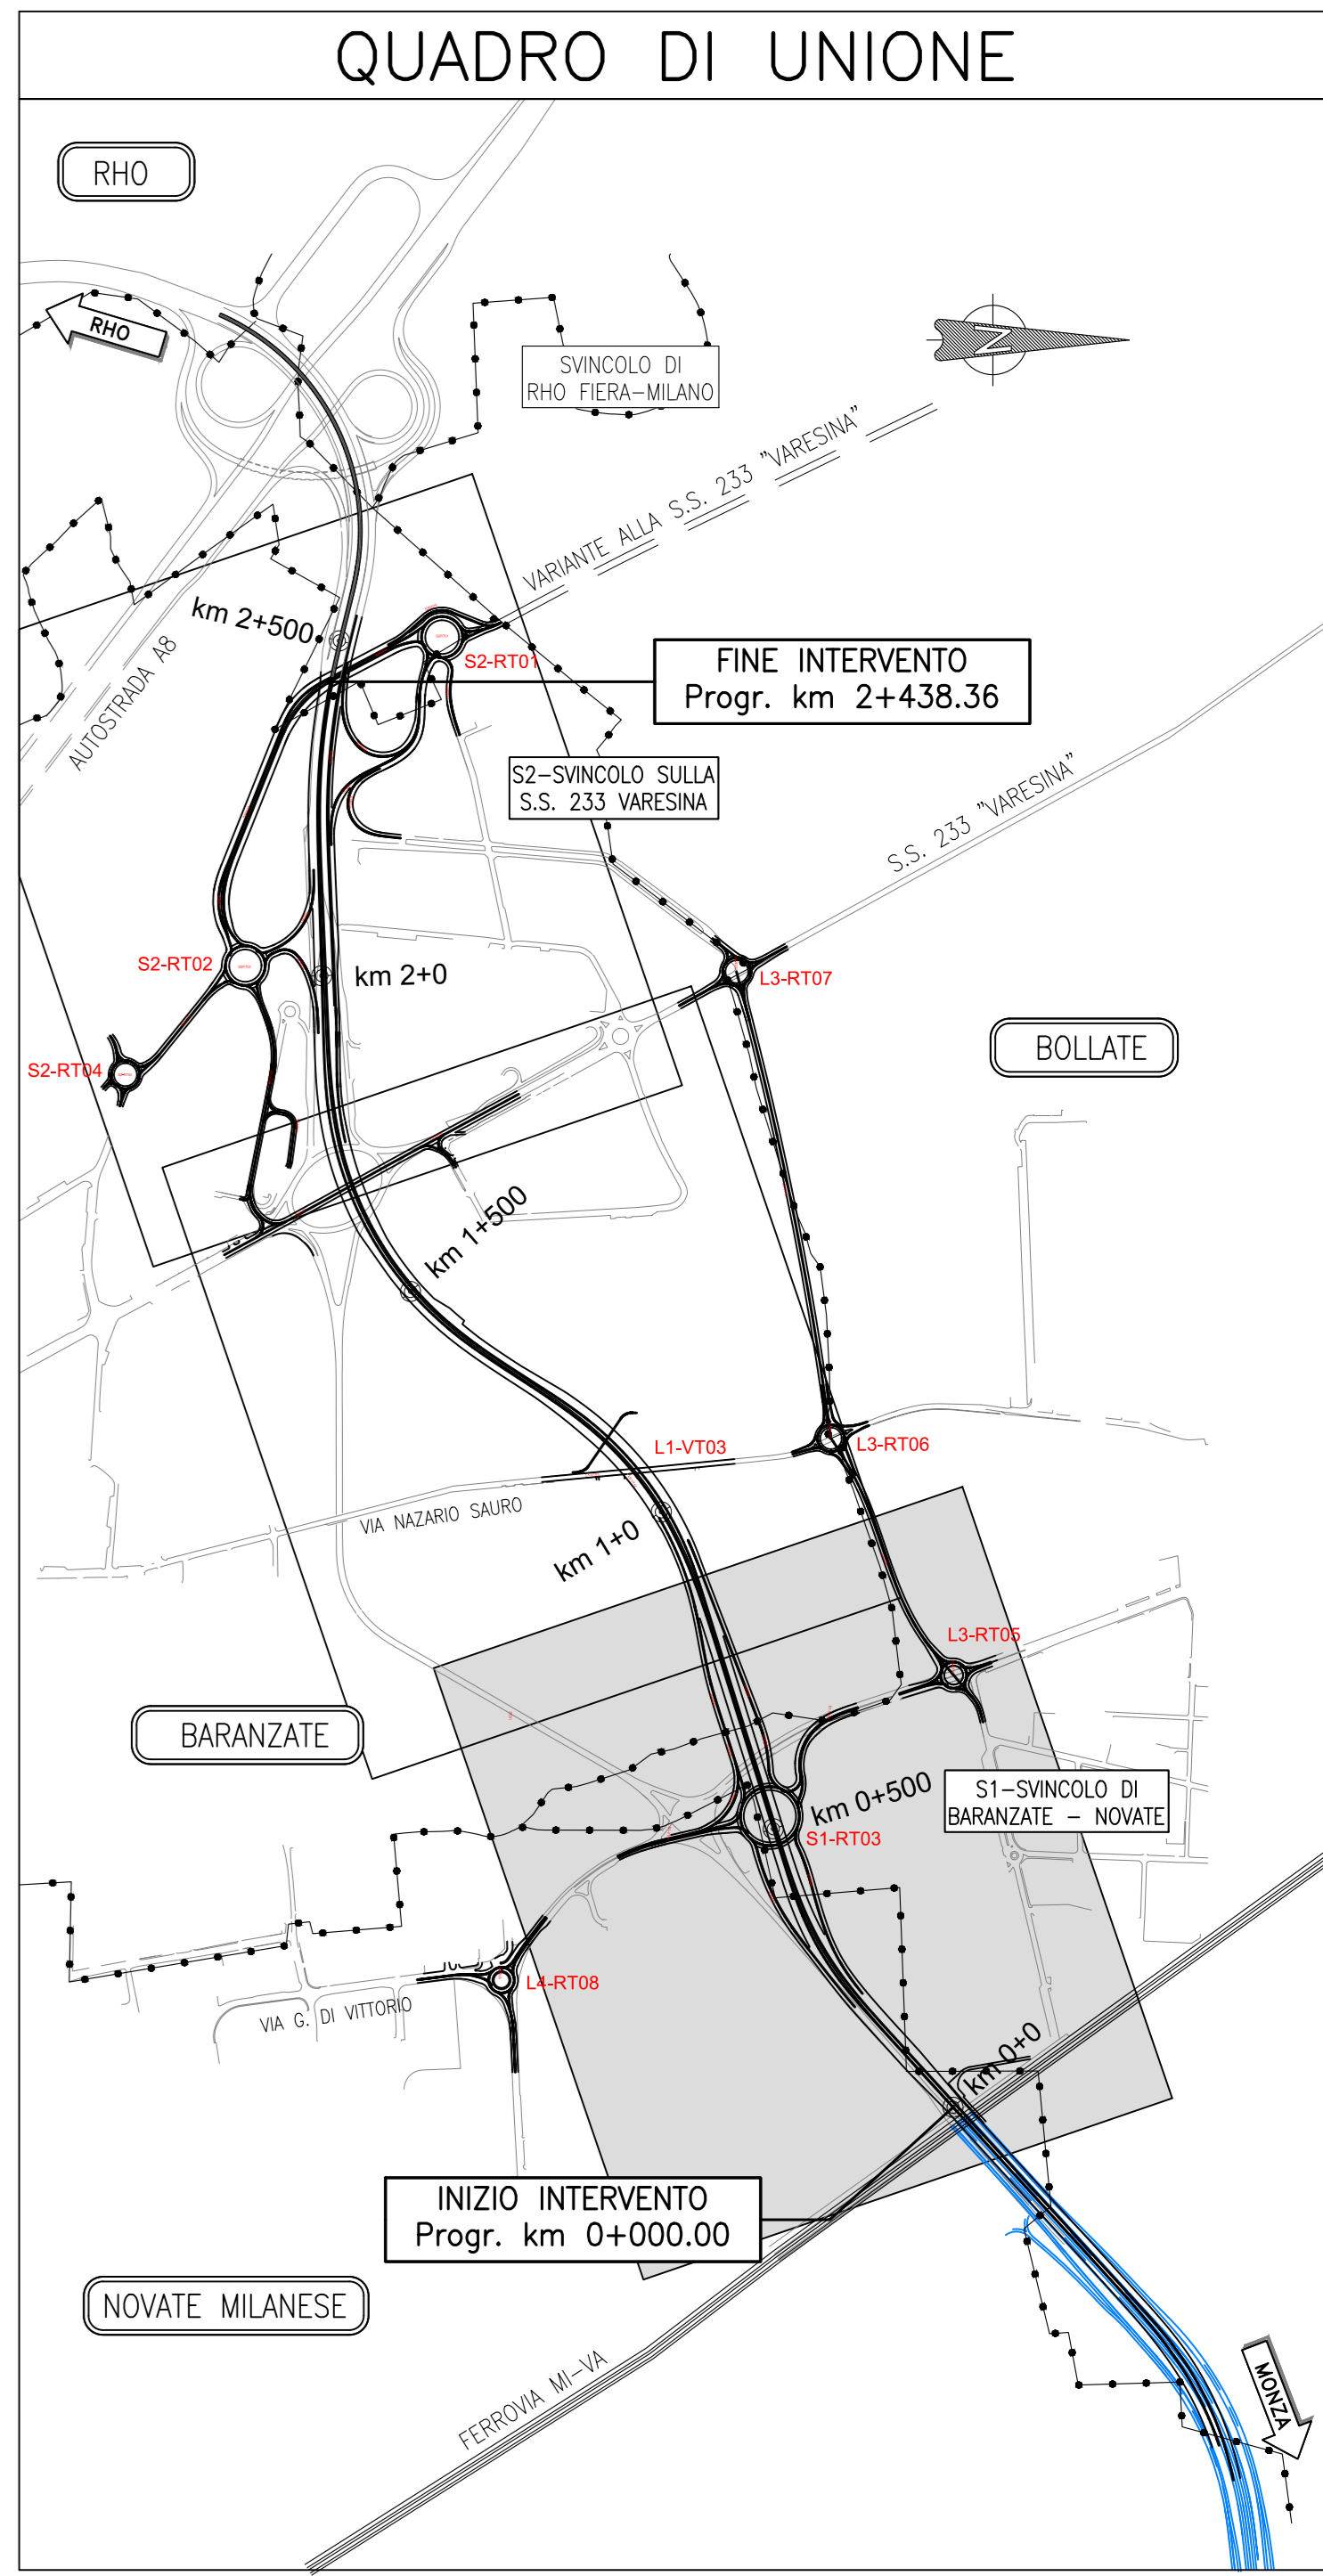 QUADRO DI UNIONE
RHO
RHO
N
SVINCOLO DI
RHO FIERA-MILANO
VARIANTE ALLA S.S. 233 "VARESINA"
km 2+500
S2-RT01
AUTOSTRADA A8
FINE INTERVENTO
Progr. km 2+438.36
S2-SVINCOLO SULLA
S.S. 233 VARESINA
S.S. 233 "VARESINA"
S2-RT02
km 2+0
L3-RT07
BOLLATE
S2-RT04
km 1+500
L1-VT03
L3-RT06
VIA NAZARIO SAURO
km 1+0
L3-RT05
BARANZATE
km 0+500
S1-SVINCOLO DI
BARANZATE - NOVATE
S1-RT03
L4-RT08
VIA G. DI VITTORIO
km 0+0
INIZIO INTERVENTO
Progr. km 0+000.00
NOVATE MILANESE
FERROVIA MI-VA
MONZA